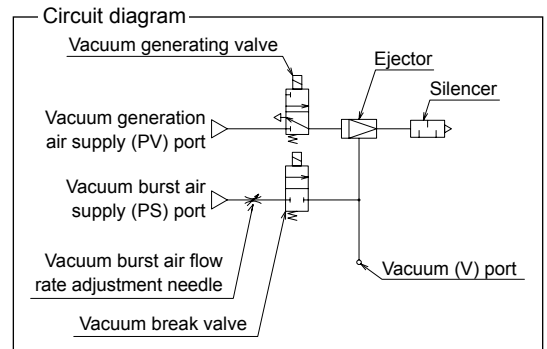 Circuit diagram
Vacuum generating valve
Ejector
Silencer
Vacuum generation
air supply (PV) port
Vacuum burst air
supply (PS) port
Vacuum burst air flow
rate adjustment needle
Vacuum (V) port
Vacuum break valve